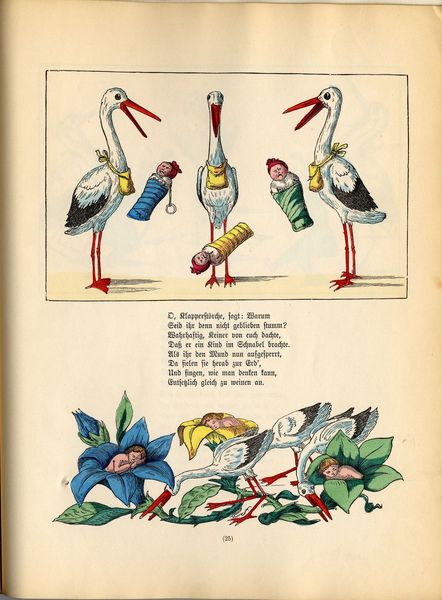 O, Klapperstörche, sagt: Warum
Seid ihr denn nicht geblieben stumm?
Wahrhaftig, Keiner von euch dachte,
Daß er ein Kind im Schnabel brachte.
Als ihr den Mund nun aufgesperrt,
Da fielen sie herab zur Erd',
Und fingen, wie man denken kann,
Entsetzlich gleich zu weinen an.
(25)